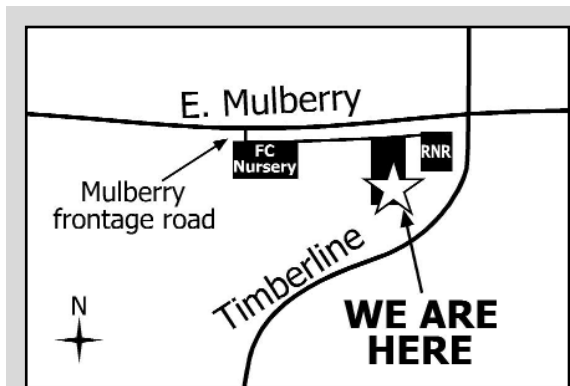 E. Mulberry
FC
Nursery
RNR
Mulberry
frontage road
Timberline
N
WE ARE
HERE